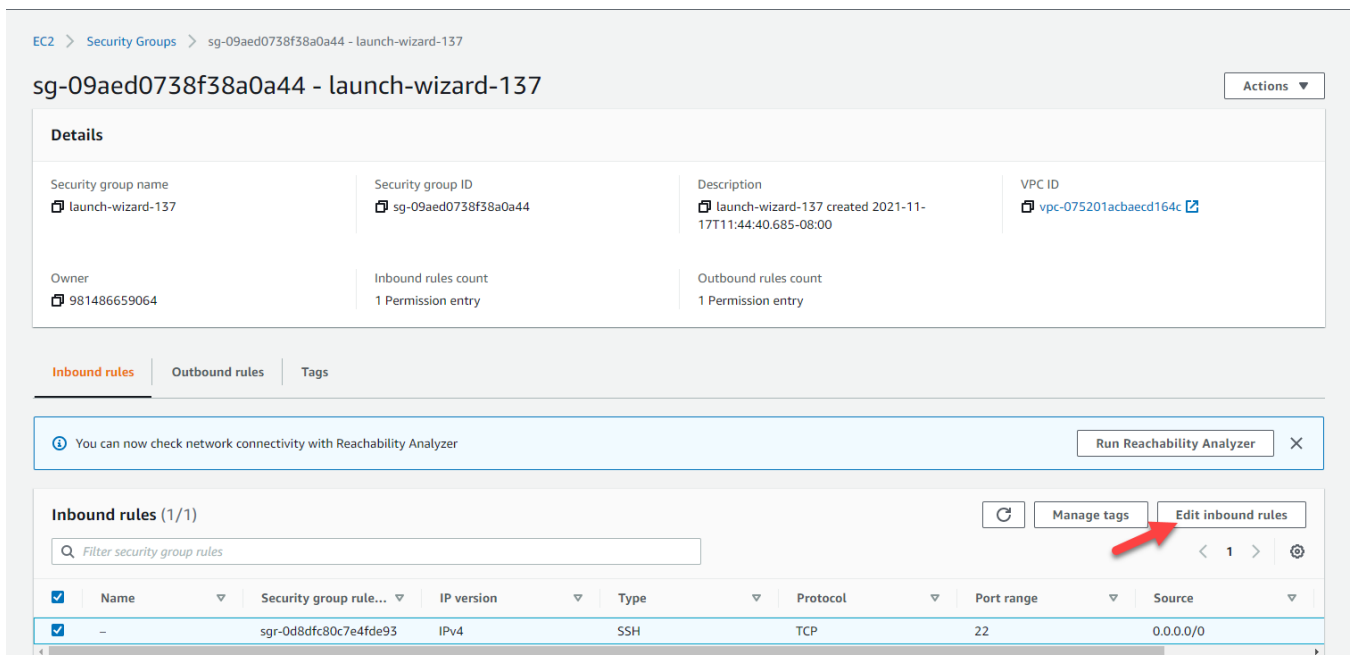 EC2 > Security Groups > sg-09aed0738f38a0a44 - launch-wizard-137
sg-09aed0738f38a0a44 - launch-wizard-137
Actions
Details
Security group name
launch-wizard-137
Security group ID
sg-09aed0738f38a0a44
Description
launch-wizard-137 created 2021-11-
17T11:44:40.685-08:00
VPC ID
vpc-075201acbaecd164c
Owner
981486659064
Inbound rules count
1 Permission entry
Outbound rules count
1 Permission entry
Inbound rules Outbound rules Tags
You can now check network connectivity with Reachability Analyzer Run Reachability Analyzer
Inbound rules (1/1) Manage tags Edit inbound rules
Filter security group rules 1
Name Security group rule... IP version Type Protocol Port range Source
– sgr-0d8dfc80c7e4fde93 IPv4 SSH TCP 22 0.0.0.0/0